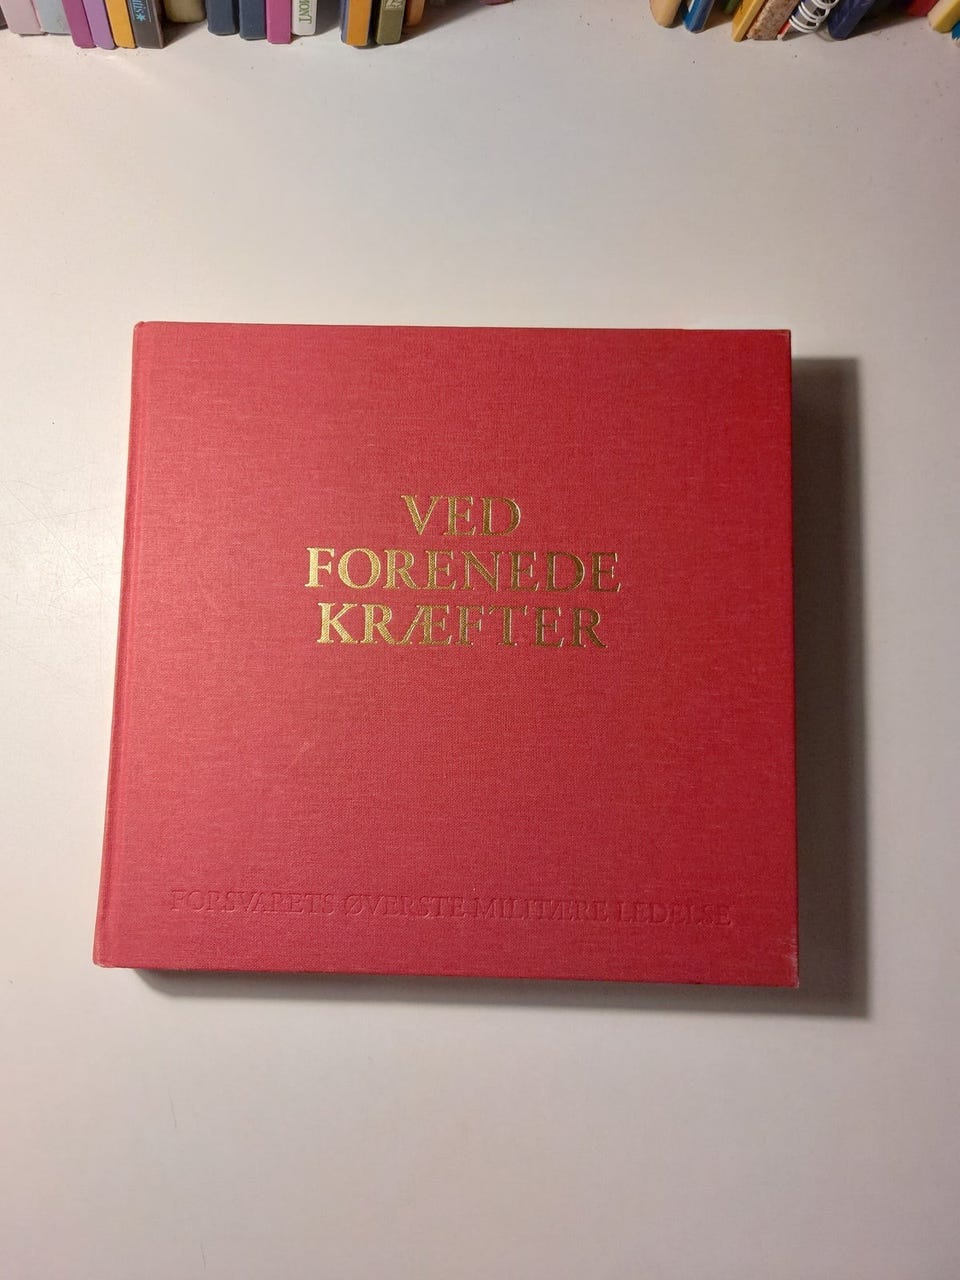 VED
FORENEDE
KRÆFTER
FORSVARETS ØVERSTE MILITÆRE LEDELSE